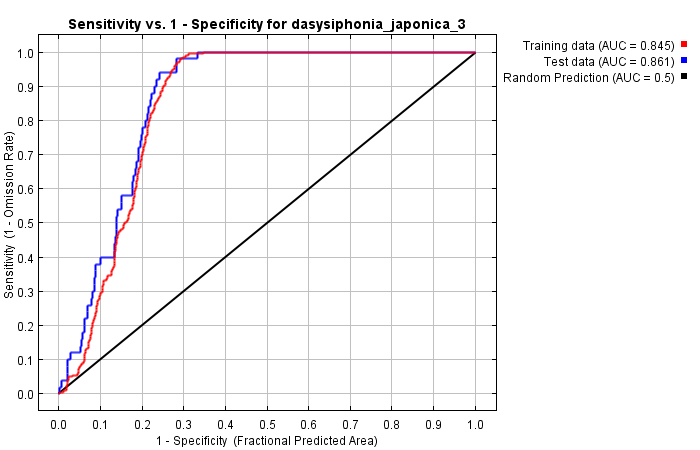 Sensitivity vs. 1 - Specificity for dasysiphonia_japonica_3
Training data (AUC = 0.845)
Test data (AUC = 0.861)
Random Prediction (AUC = 0.5)
Sensitivity (1 - Omission Rate)
1.0
0.9
0.8
0.7
0.6
0.5
0.4
0.3
0.2
0.1
0.0
0.0 0.1 0.2 0.3 0.4 0.5 0.6 0.7 0.8 0.9 1.0
1 - Specificity (Fractional Predicted Area)